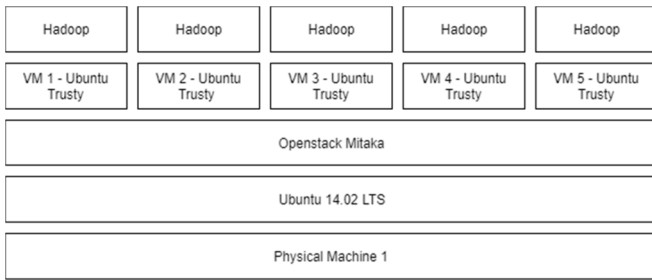 Hadoop Hadoop Hadoop Hadoop Hadoop
VM 1 - Ubuntu VM 2 - Ubuntu VM 3 - Ubuntu VM 4 - Ubuntu VM 5 - Ubuntu
Trusty Trusty Trusty Trusty Trusty
Openstack Mitaka
Ubuntu 14.02 LTS
Physical Machine 1